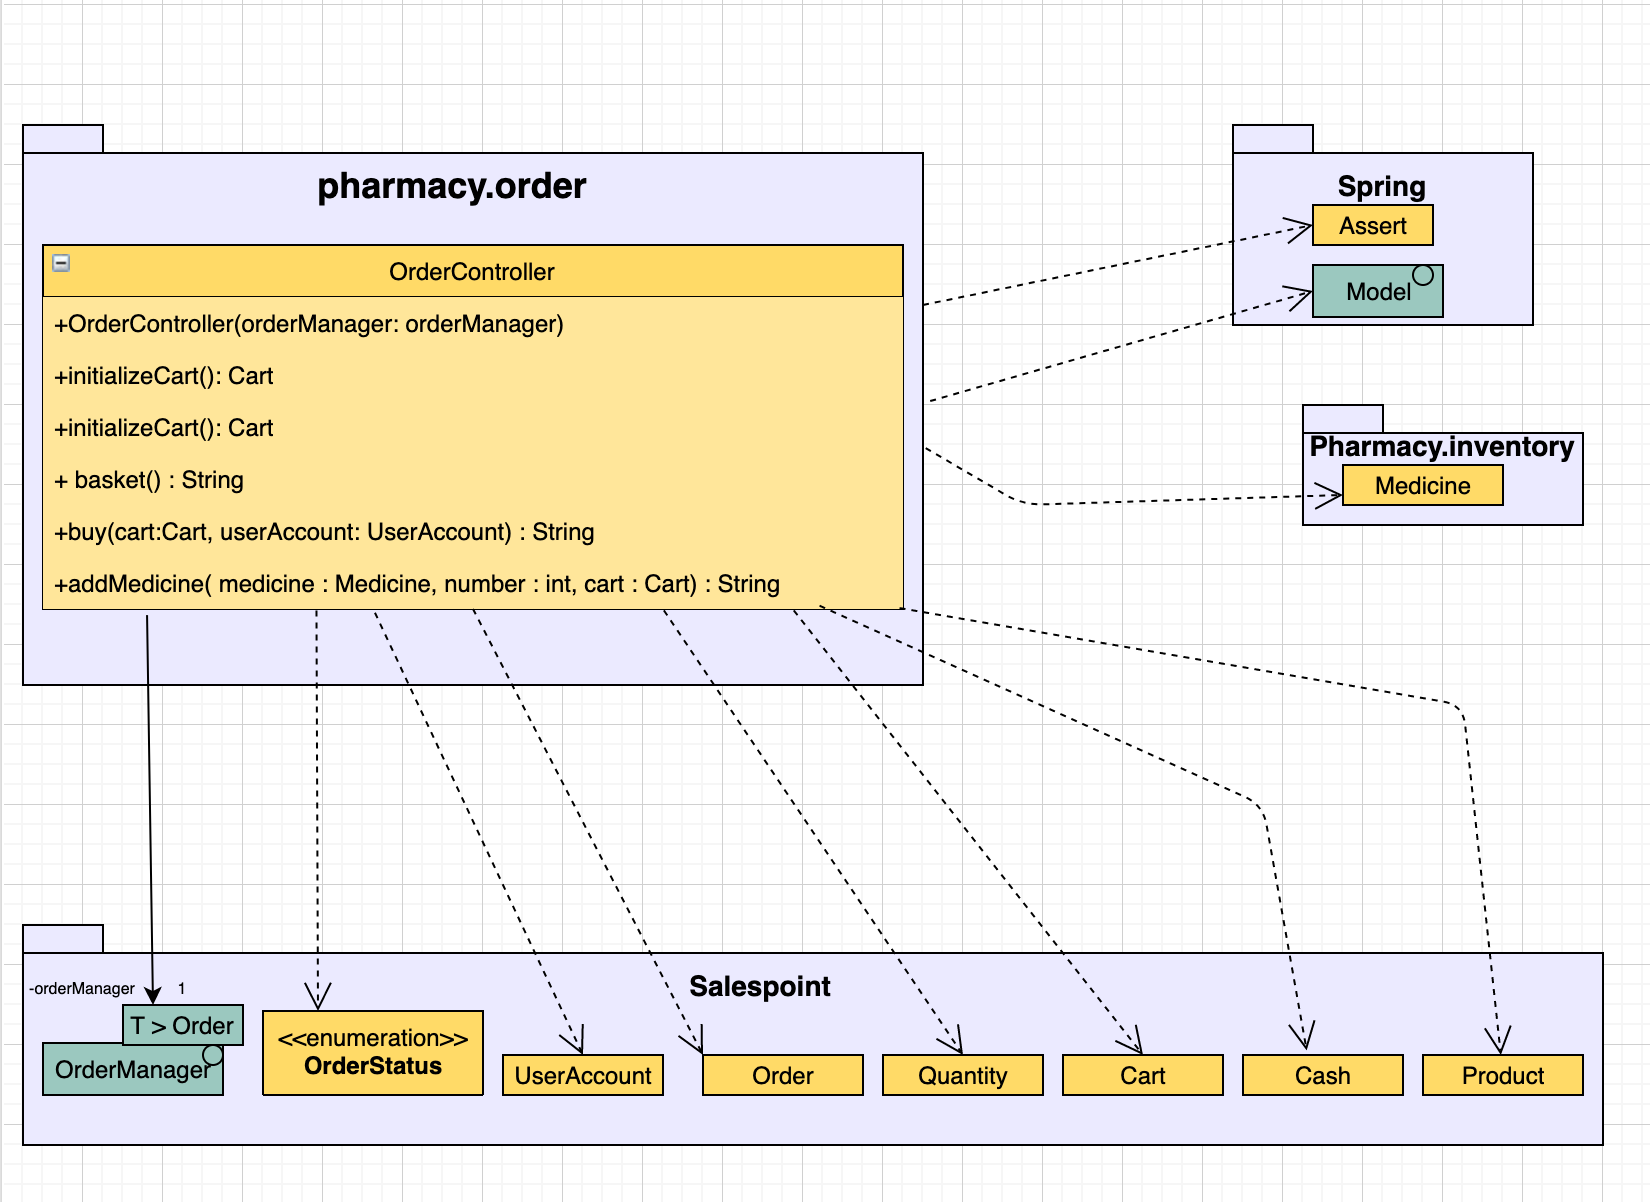 pharmacy.order
OrderController
+OrderController(orderManager: orderManager)
+initializeCart(): Cart
+initializeCart(): Cart
+ basket() : String
+buy(cart:Cart, userAccount: UserAccount) : String
+addMedicine( medicine : Medicine, number : int, cart : Cart) : String
Spring
Assert
Model
Pharmacy.inventory
Medicine
Salespoint
-orderManager 1
T > Order
OrderManager
<<enumeration>>
OrderStatus
UserAccount
Order
Quantity
Cart
Cash
Product